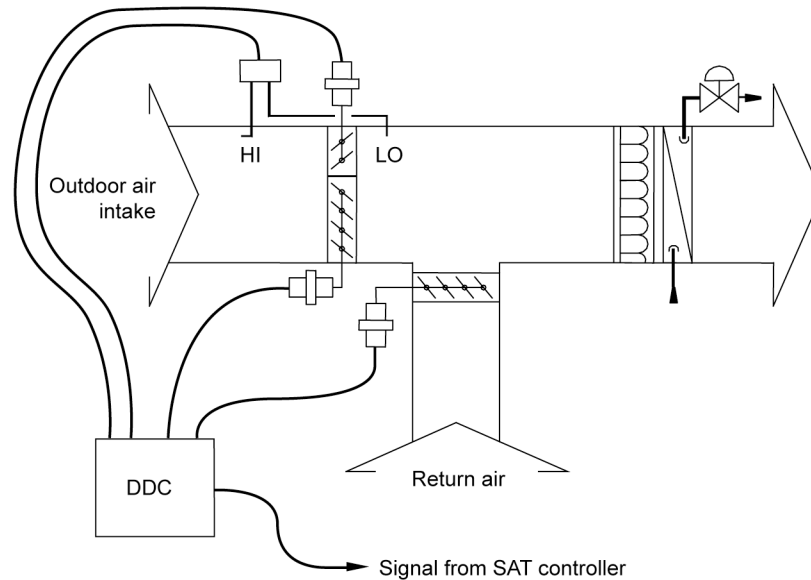 HI
LO
Outdoor air
intake
DDC
Return air
Signal from SAT controller